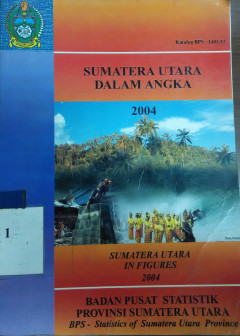 Katalog BPS : 1403.12
SUMATERA UTARA
DALAM ANGKA
2004
1
SUMATERA UTARA
IN FIGURES
2004
BADAN PUSAT STATISTIK
PROVINSI SUMATERA UTARA
BPS - Statistics of Sumatera Utara Province